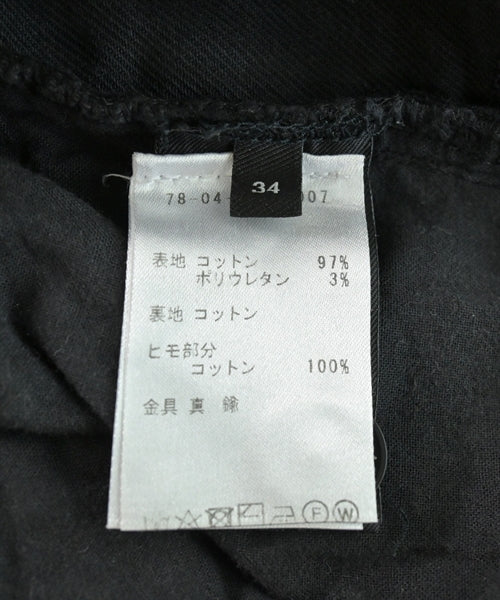 34
78-04- 007
表地 コットン 97%
ポリウレタン 3%
裏地 コットン
ヒモ部分
コットン 100%
金具 真 鍮
F W